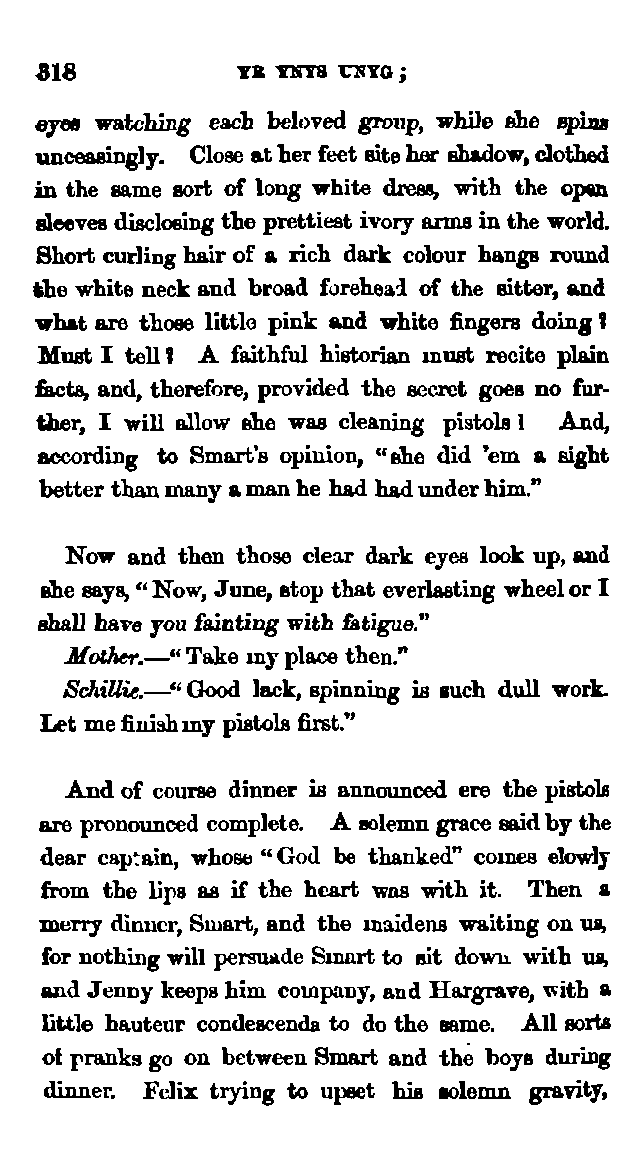 318 YR YNYS UNYG;
eyes watching each beloved group, while she spins
unceasingly. Close at her feet sits her shadow, clothed
in the same sort of long white dress, with the open
sleeves disclosing the prettiest ivory arms in the world.
Short curling hair of a rich dark colour hangs round
the white neck and broad forehead of the sitter, and
what are those little pink and white fingers doing?
Must I tell? A faithful historian must recite plain
facts, and, therefore, provided the secret goes no fur-
ther, I will allow she was cleaning pistols! And,
according to Smart's opinion, "she did 'em a sight
better than many a man he had had under him."
Now and then those clear dark eyes look up, and
she says, "Now, June, stop that everlasting wheel or I
shall have you fainting with fatigue."
Mother.—"Take my place then."
Schillie.—"Good lack, spinning is such dull work.
Let me finish my pistols first."
And of course dinner is announced ere the pistols
are pronounced complete. A solemn grace said by the
dear captain, whose "God be thanked" comes slowly
from the lips as if the heart was with it. Then a
merry dinner, Smart, and the maidens waiting on us,
for nothing will persuade Smart to sit down with us,
and Jenny keeps him company, and Hargrave, with a
little hauteur condescends to do the same. All sorts
of pranks go on between Smart and the boys during
dinner. Felix trying to upset his solemn gravity,